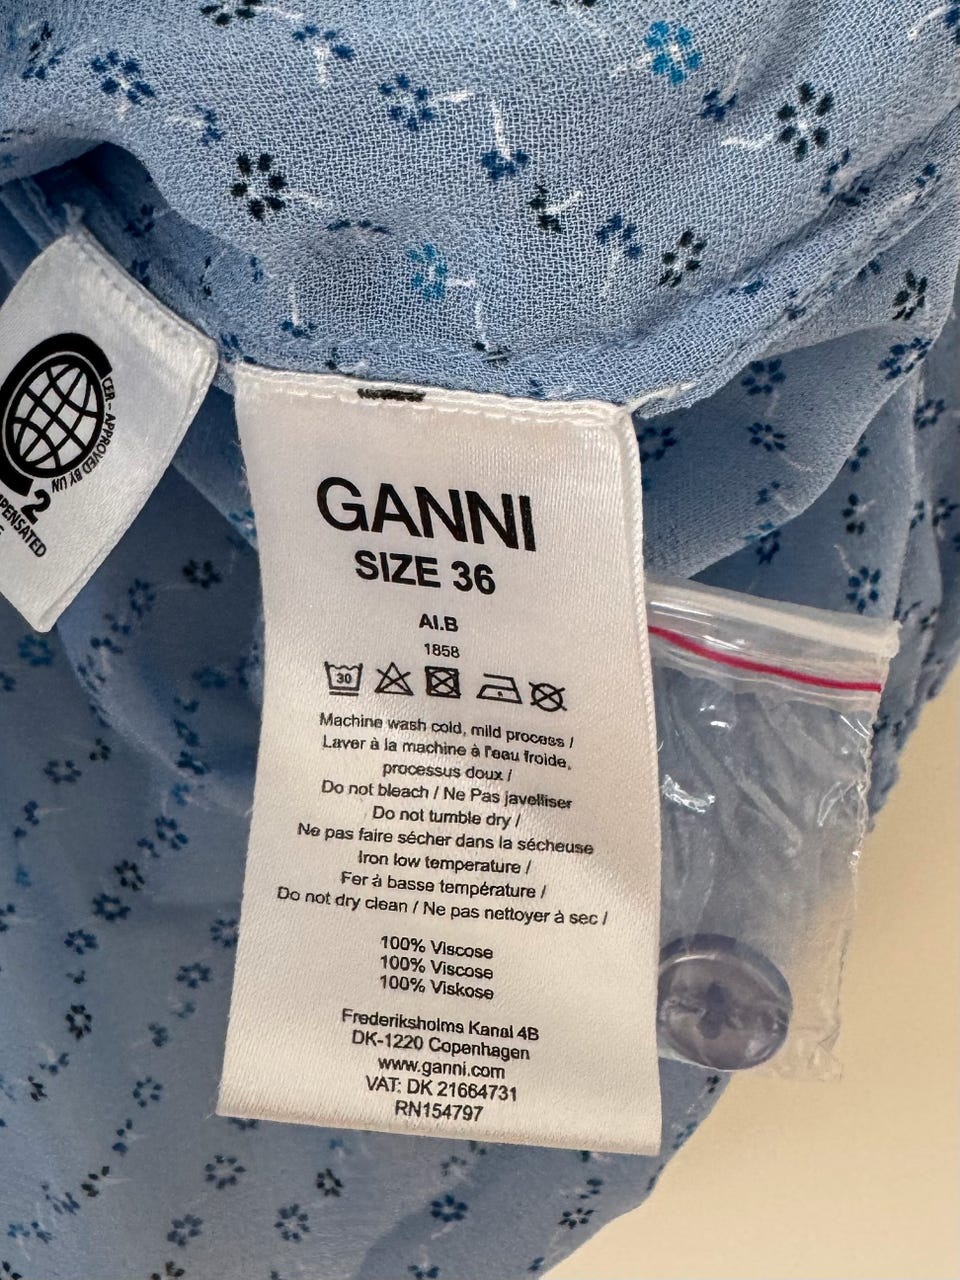 CER - APPROVED BY UN
2
PENSATED
GANNI
SIZE 36
AI.B
1858
30
Machine wash cold, mild process /
Laver à la machine à l'eau froide,
processus doux /
Do not bleach / Ne Pas javelliser
Do not tumble dry /
Ne pas faire sécher dans la sécheuse
Iron low temperature /
Fer à basse température /
Do not dry clean / Ne pas nettoyer à sec /
100% Viscose
100% Viscose
100% Viskose
Frederiksholms Kanal 4B
DK-1220 Copenhagen
www.ganni.com
VAT: DK 21664731
RN154797